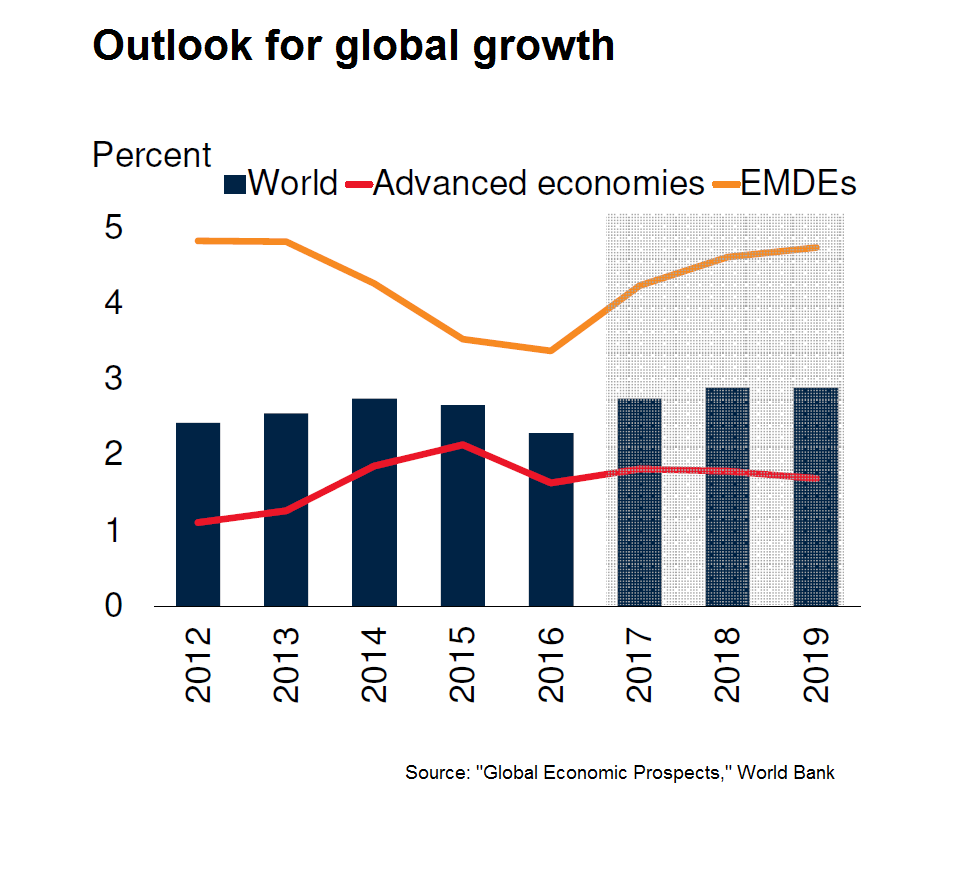 Outlook for global growth
Percent
World Advanced economies EMDEs
5
4
3
2
1
0
2012 2013 2014 2015 2016 2017 2018 2019
Source: "Global Economic Prospects," World Bank